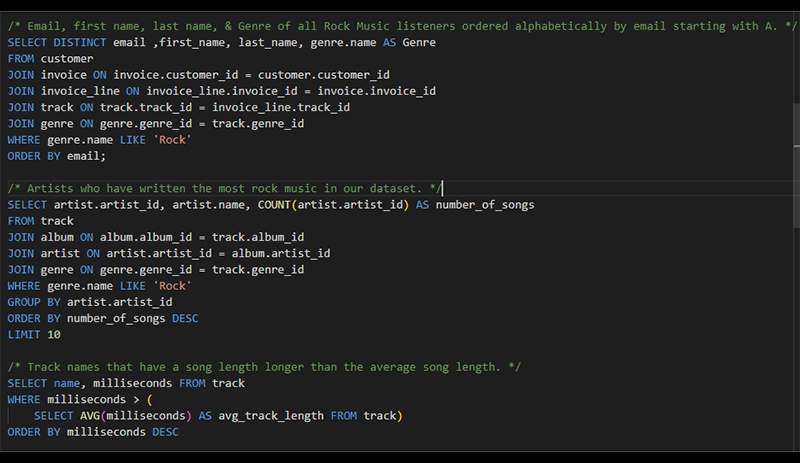 /* Email, first name, last name, & Genre of all Rock Music listeners ordered alphabetically by email starting with A. */
SELECT DISTINCT email ,first_name, last_name, genre.name AS Genre
FROM customer
JOIN invoice ON invoice.customer_id = customer.customer_id
JOIN invoice_line ON invoice_line.invoice_id = invoice.invoice_id
JOIN track ON track.track_id = invoice_line.track_id
JOIN genre ON genre.genre_id = track.genre_id
WHERE genre.name LIKE 'Rock'
ORDER BY email;

/* Artists who have written the most rock music in our dataset. */
SELECT artist.artist_id, artist.name, COUNT(artist.artist_id) AS number_of_songs
FROM track
JOIN album ON album.album_id = track.album_id
JOIN artist ON artist.artist_id = album.artist_id
JOIN genre ON genre.genre_id = track.genre_id
WHERE genre.name LIKE 'Rock'
GROUP BY artist.artist_id
ORDER BY number_of_songs DESC
LIMIT 10

/* Track names that have a song length longer than the average song length. */
SELECT name, milliseconds FROM track
WHERE milliseconds > (
    SELECT AVG(milliseconds) AS avg_track_length FROM track)
ORDER BY milliseconds DESC